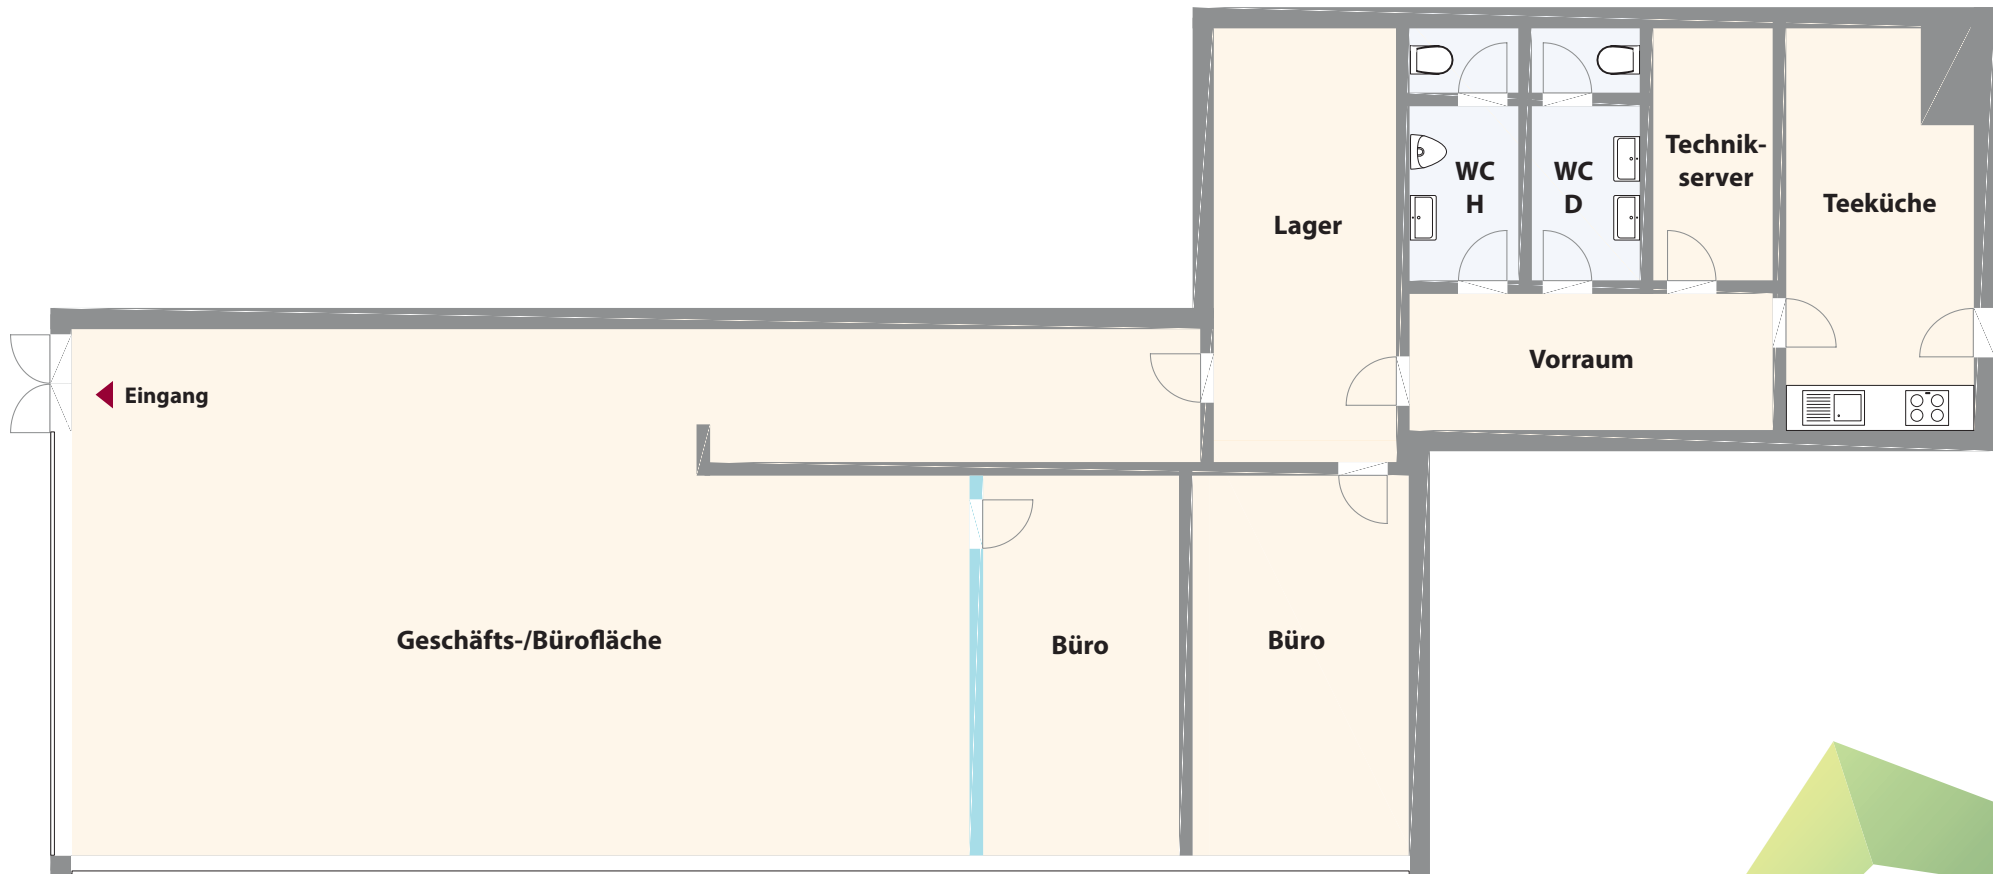 Technik-
server
WC
H
WC
D
Teeküche
Lager
Vorraum
Eingang
Geschäfts-/Bürofläche
Büro
Büro